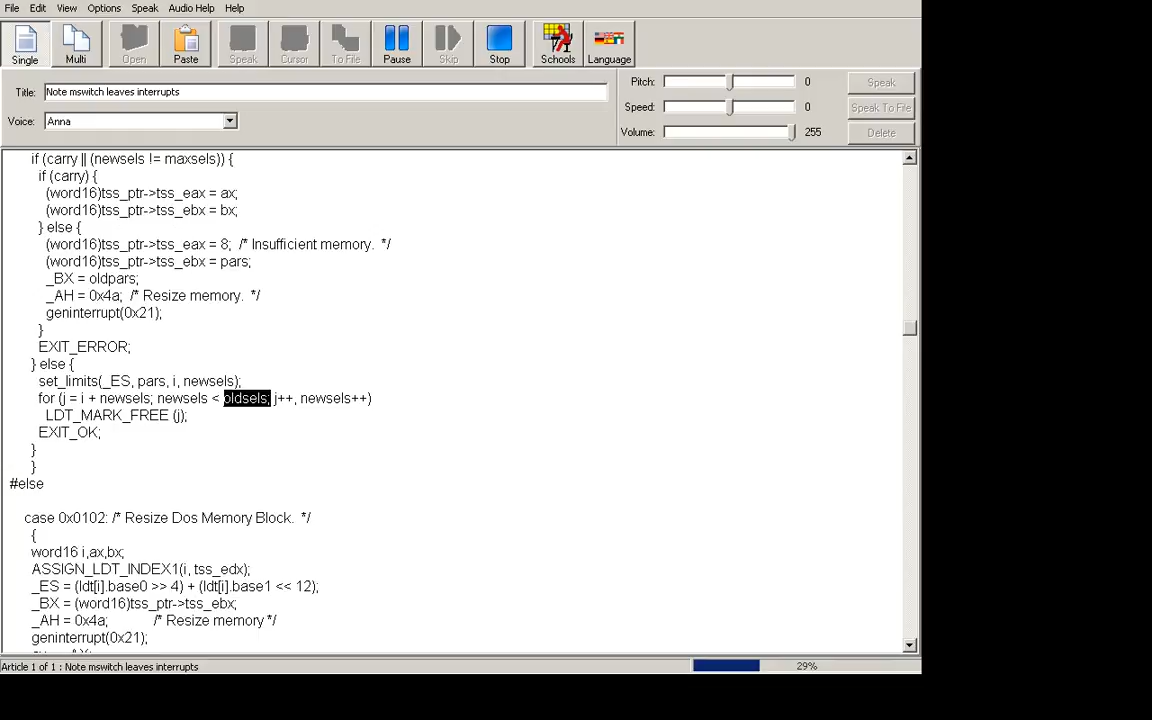 File Edit View Options Speak Audio Help Help
Single Multi Open Paste Speak Cursor To File Pause Skip Stop Schools Language
Title: Note mswitch leaves interrupts
Voice: Anna
Pitch: 0 Speak
Speed: 0 Speak To File
Volume: 255 Delete
if (carry || (newsels != maxsels)) {
if (carry) {
(word16)tss_ptr->tss_eax = ax;
(word16)tss_ptr->tss_ebx = bx;
} else {
(word16)tss_ptr->tss_eax = 8; /* Insufficient memory. */
(word16)tss_ptr->tss_ebx = pars;
_BX = oldpars;
_AH = 0x4a; /* Resize memory. */
geninterrupt(0x21);
}
EXIT_ERROR;
} else {
set_limits(_ES, pars, i, newsels);
for (j = i + newsels; newsels < oldsels; j++, newsels++)
LDT_MARK_FREE (j);
EXIT_OK;
}
}
#else
case 0x0102: /* Resize Dos Memory Block. */
{
word16 i,ax,bx;
ASSIGN_LDT_INDEX1(i, tss_edx);
_ES = (ldt[i].base0 >> 4) + (ldt[i].base1 << 12);
_BX = (word16)tss_ptr->tss_ebx;
_AH = 0x4a; /* Resize memory */
geninterrupt(0x21);
Article 1 of 1 : Note mswitch leaves interrupts 29%